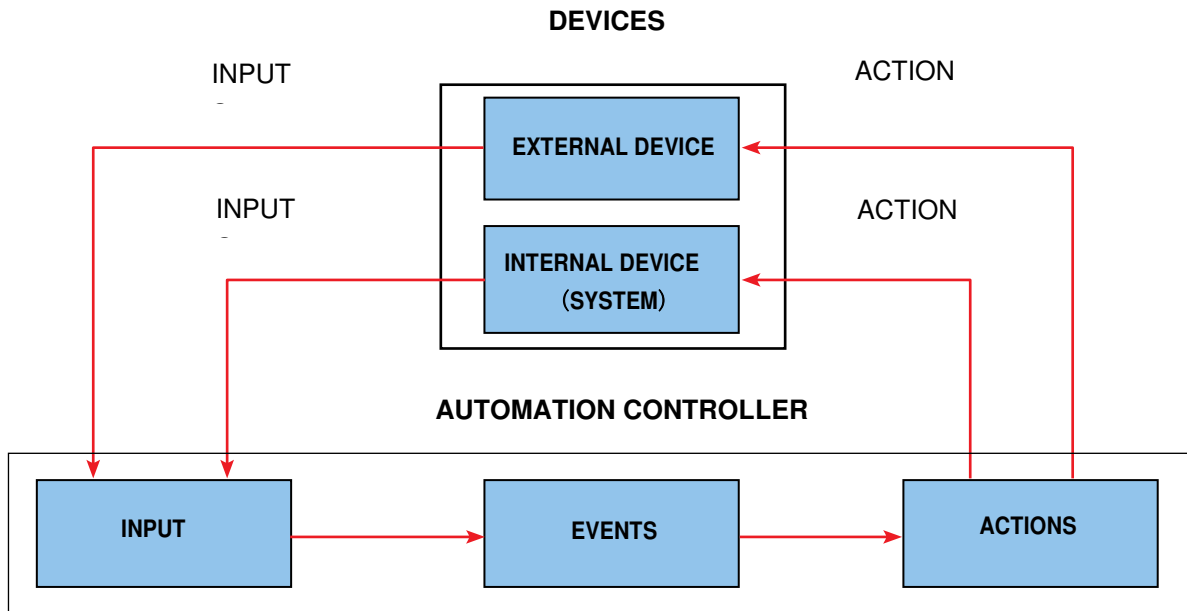 DEVICES
INPUT
ACTION
EXTERNAL DEVICE
INPUT
ACTION
INTERNAL DEVICE
(SYSTEM)
AUTOMATION CONTROLLER
INPUT
EVENTS
ACTIONS